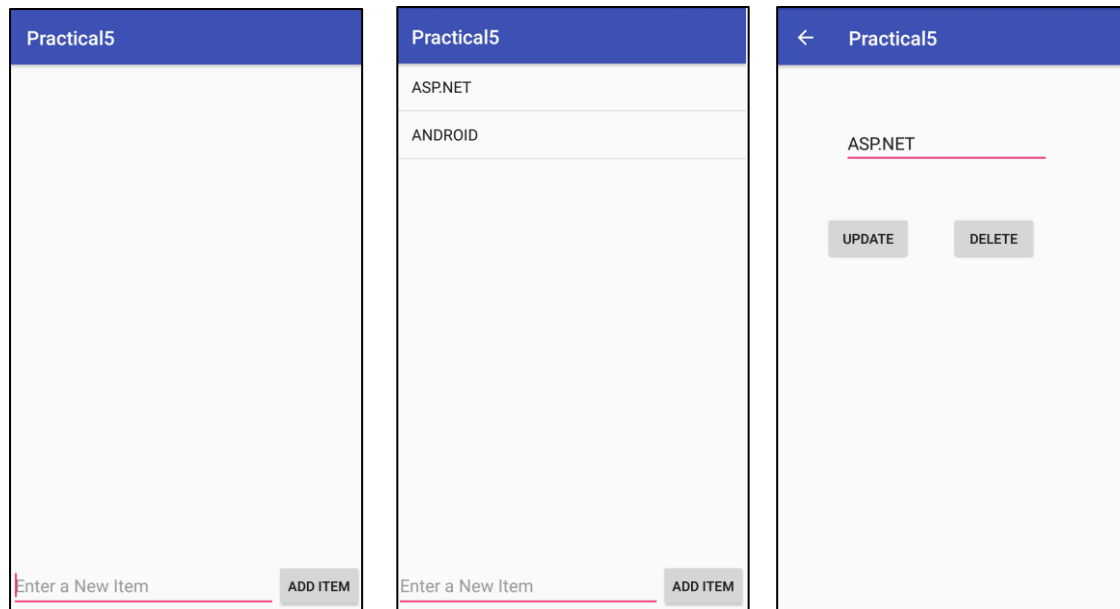 Practical5
Enter a New Item
ADD ITEM
Practical5
ASP.NET
ANDROID
Enter a New Item
ADD ITEM
Practical5
ASP.NET
UPDATE
DELETE